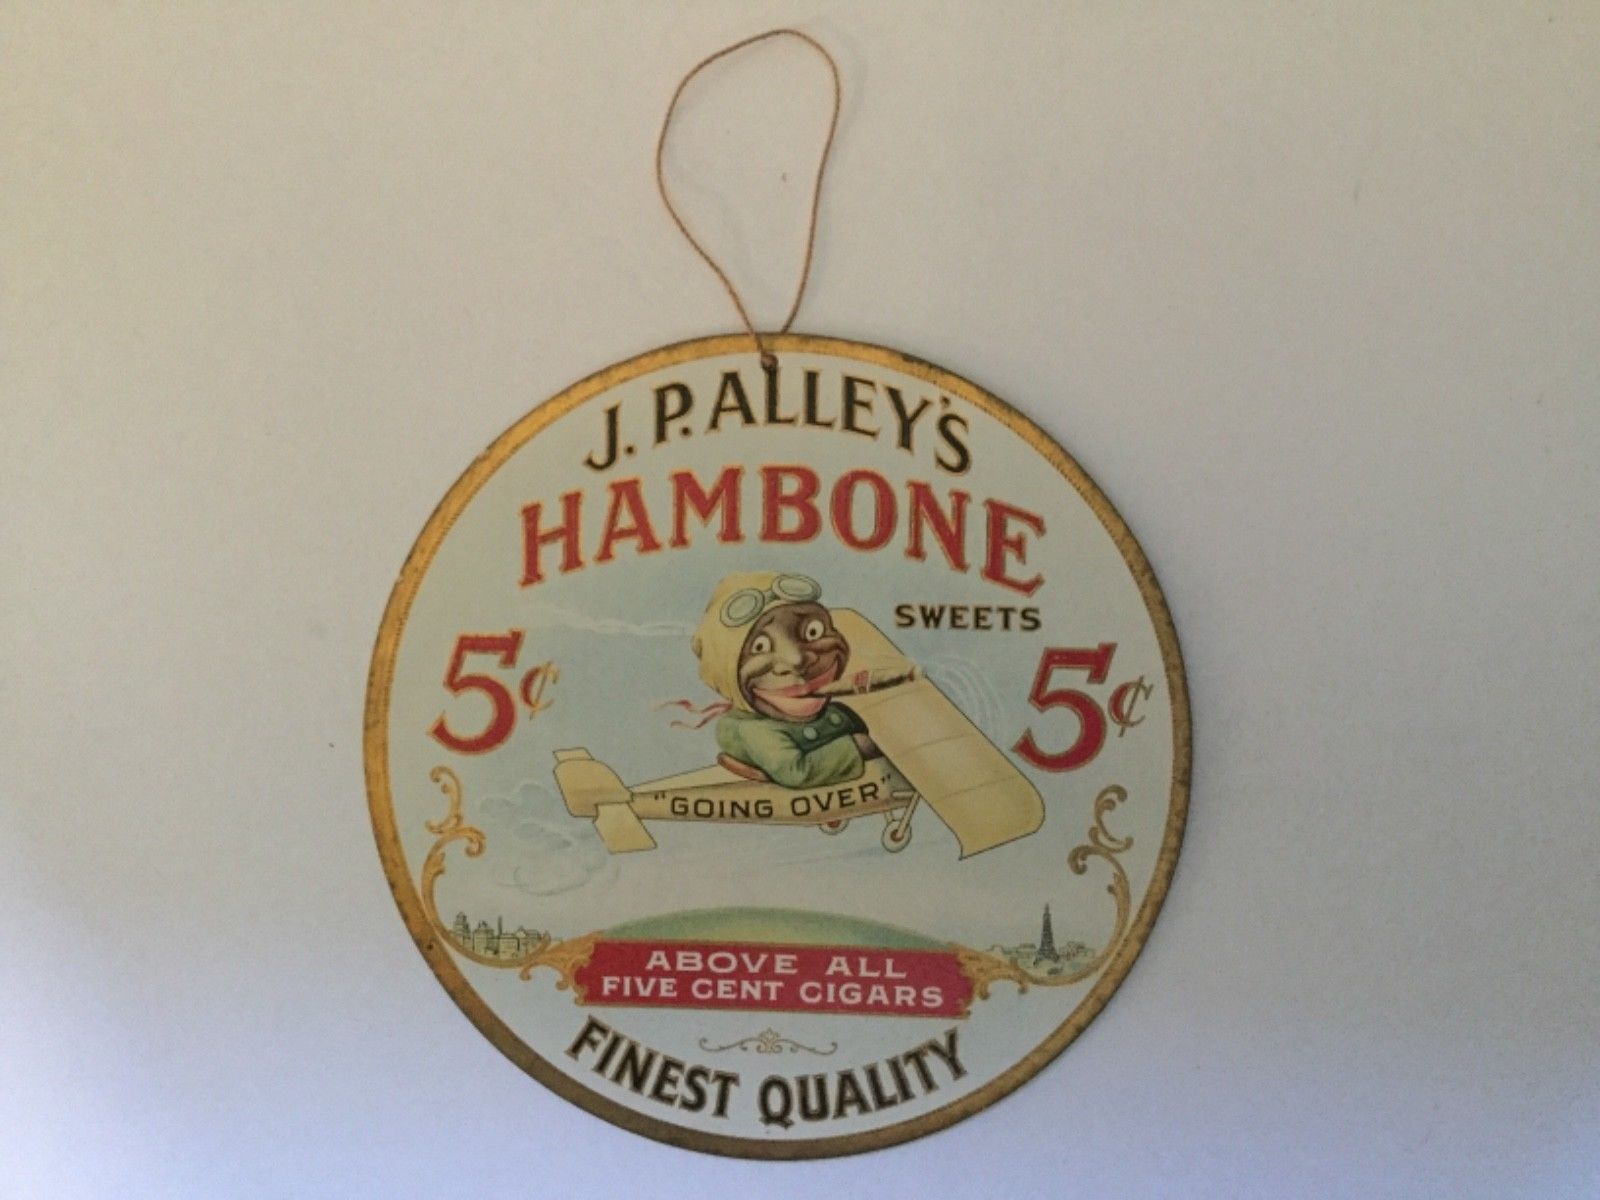 J. P. ALLEY'S
HAMBONE
SWEETS
5¢
5¢
"GOING OVER"
ABOVE ALL
FIVE CENT CIGARS
FINEST QUALITY